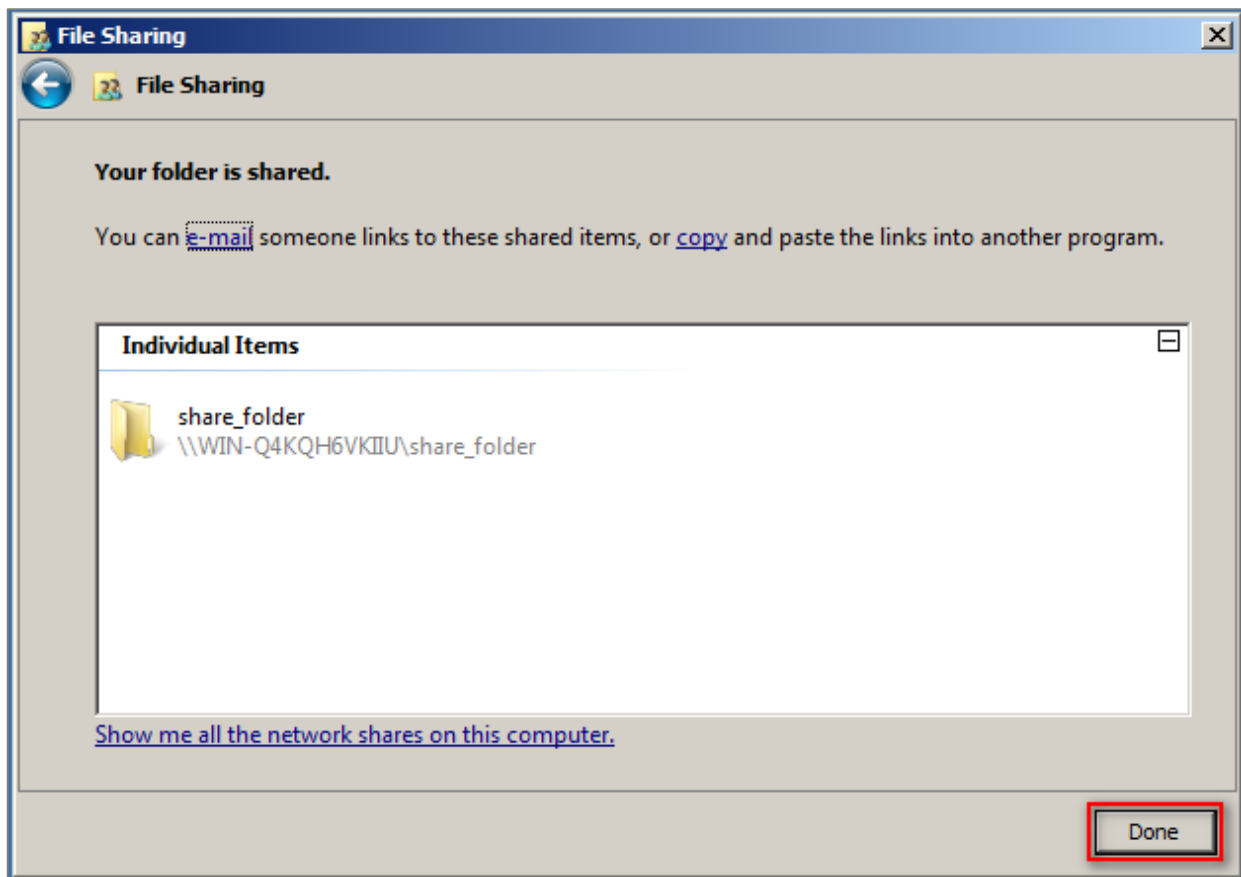 File Sharing
File Sharing
Your folder is shared.
You can e-mail someone links to these shared items, or copy and paste the links into another program.
Individual Items
share_folder
\\WIN-Q4KQH6VKIIU\share_folder
Show me all the network shares on this computer.
Done